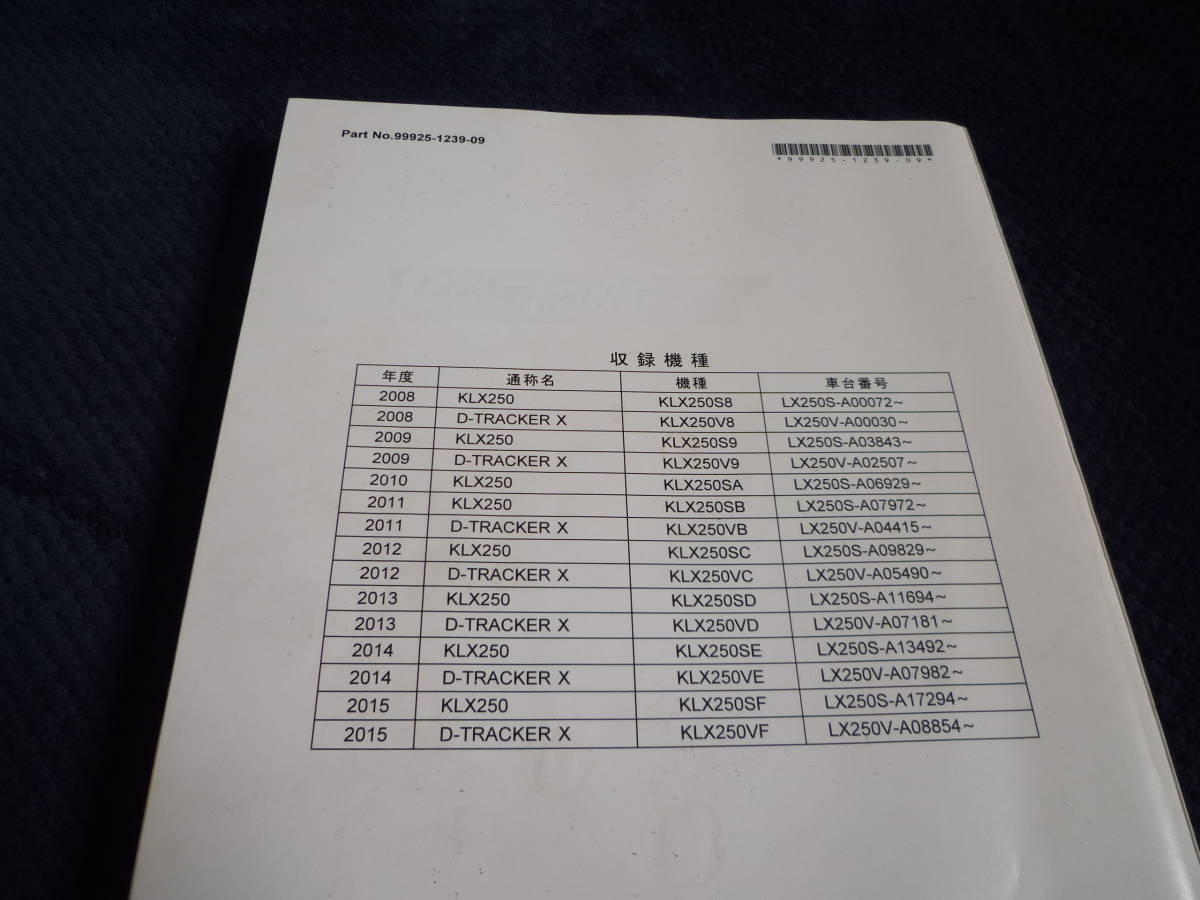 Part No.99925-1239-09
*99925-1239-09*
収録機種
年度 通称名 機種 車台番号
2008 KLX250 KLX250S8 LX250S-A00072~
2008 D-TRACKER X KLX250V8 LX250V-A00030~
2009 KLX250 KLX250S9 LX250S-A03843~
2009 D-TRACKER X KLX250V9 LX250V-A02507~
2010 KLX250 KLX250SA LX250S-A06929~
2011 KLX250 KLX250SB LX250S-A07972~
2011 D-TRACKER X KLX250VB LX250V-A04415~
2012 KLX250 KLX250SC LX250S-A09829~
2012 D-TRACKER X KLX250VC LX250V-A05490~
2013 KLX250 KLX250SD LX250S-A11694~
2013 D-TRACKER X KLX250VD LX250V-A07181~
2014 KLX250 KLX250SE LX250S-A13492~
2014 D-TRACKER X KLX250VE LX250V-A07982~
2015 KLX250 KLX250SF LX250S-A17294~
2015 D-TRACKER X KLX250VF LX250V-A08854~